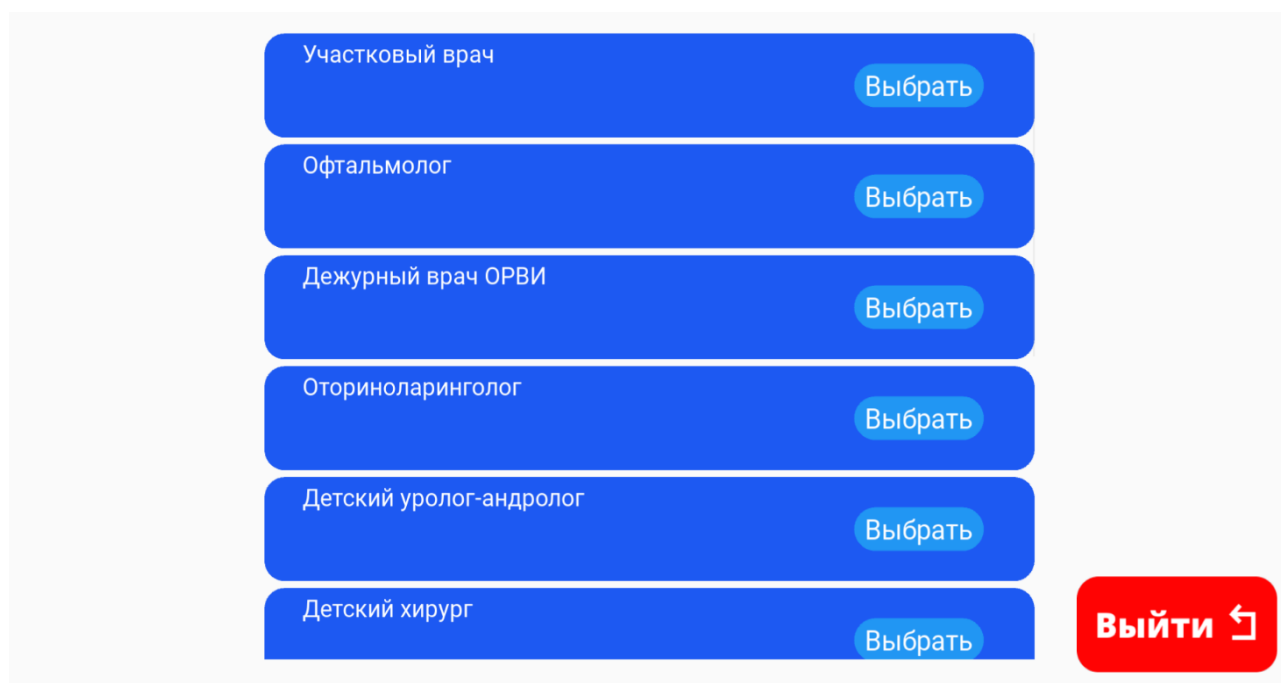 Участковый врач
Выбрать
Офтальмолог
Выбрать
Дежурный врач ОРВИ
Выбрать
Оториноларинголог
Выбрать
Детский уролог-андролог
Выбрать
Детский хирург
Выбрать
Выйти